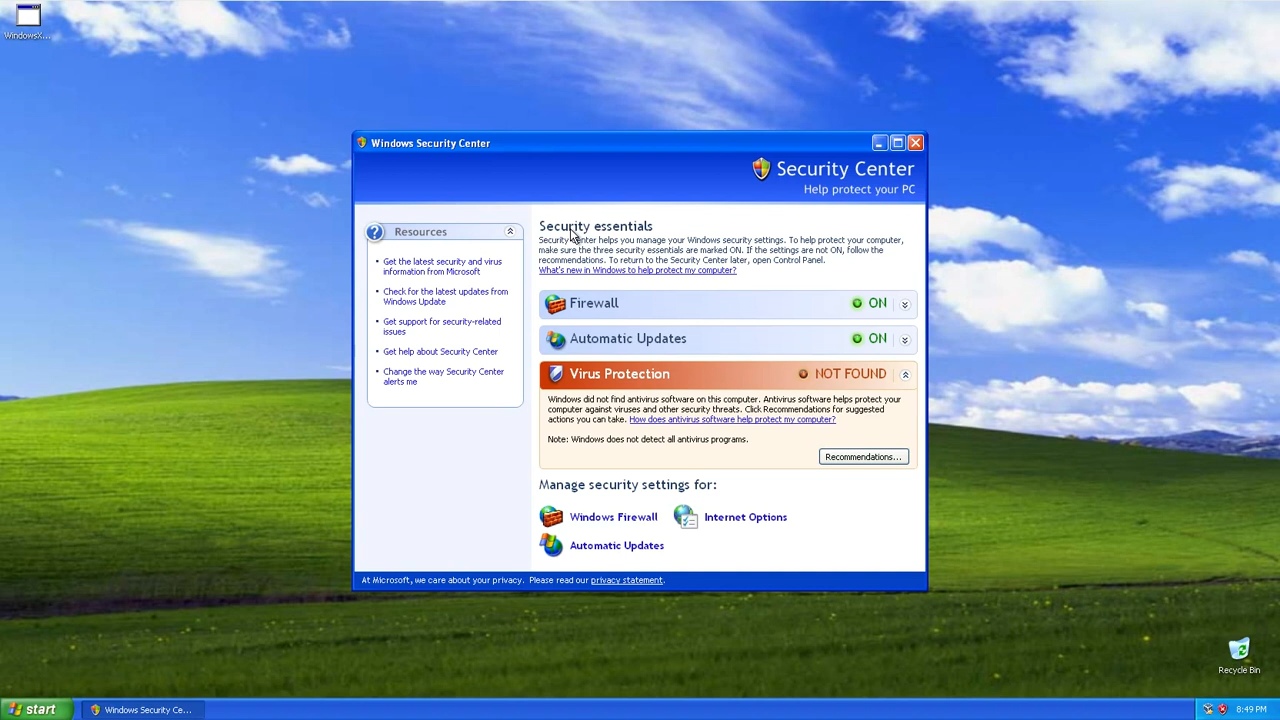 WindowsX...
Windows Security Center
Security Center
Help protect your PC
Resources
Get the latest security and virus
information from Microsoft
Check for the latest updates from
Windows Update
Get support for security-related
issues
Get help about Security Center
Change the way Security Center
alerts me
Security essentials
Security Center helps you manage your Windows security settings. To help protect your computer,
make sure the three security essentials are marked ON. If the settings are not ON, follow the
recommendations. To return to the Security Center later, open Control Panel.
What's new in Windows to help protect my computer?
Firewall ON
Automatic Updates ON
Virus Protection NOT FOUND
Windows did not find antivirus software on this computer. Antivirus software helps protect your
computer against viruses and other security threats. Click Recommendations for suggested
actions you can take. How does antivirus software help protect my computer?
Note: Windows does not detect all antivirus programs.
Recommendations...
Manage security settings for:
Windows Firewall Internet Options
Automatic Updates
At Microsoft, we care about your privacy. Please read our privacy statement.
Recycle Bin
start Windows Security Ce... 8:49 PM